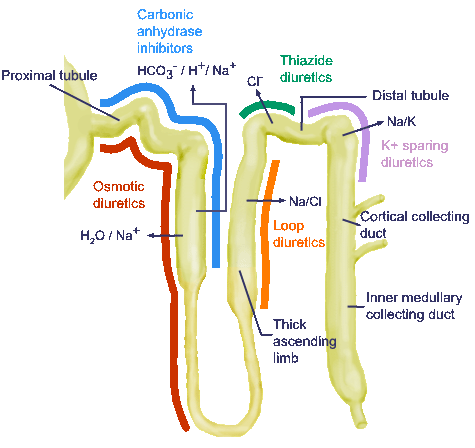 Carbonic
anhydrase
inhibitors
HCO₃⁻ / H⁺/ Na⁺
Proximal tubule
Thiazide
diuretics
Cl⁻
Distal tubule
Na/K
K+ sparing
diuretics
Osmotic
diuretics
Na/Cl
H₂O / Na⁺
Loop
diuretics
Cortical collecting
duct
Inner medullary
collecting duct
Thick
ascending
limb